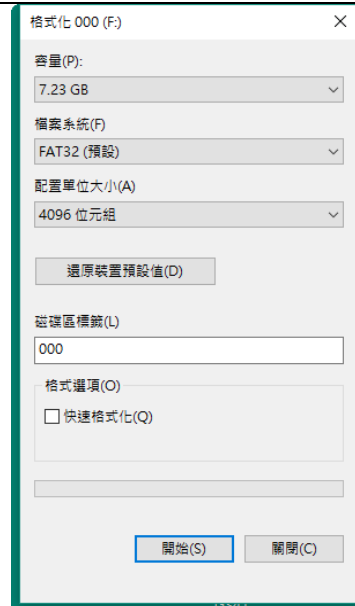 格式化 000 (F:)
容量(P):
7.23 GB
檔案系統(F)
FAT32 (預設)
配置單位大小(A)
4096 位元組
還原裝置預設值(D)
磁碟區標籤(L)
000
格式選項(O)
快速格式化(Q)
開始(S)
關閉(C)